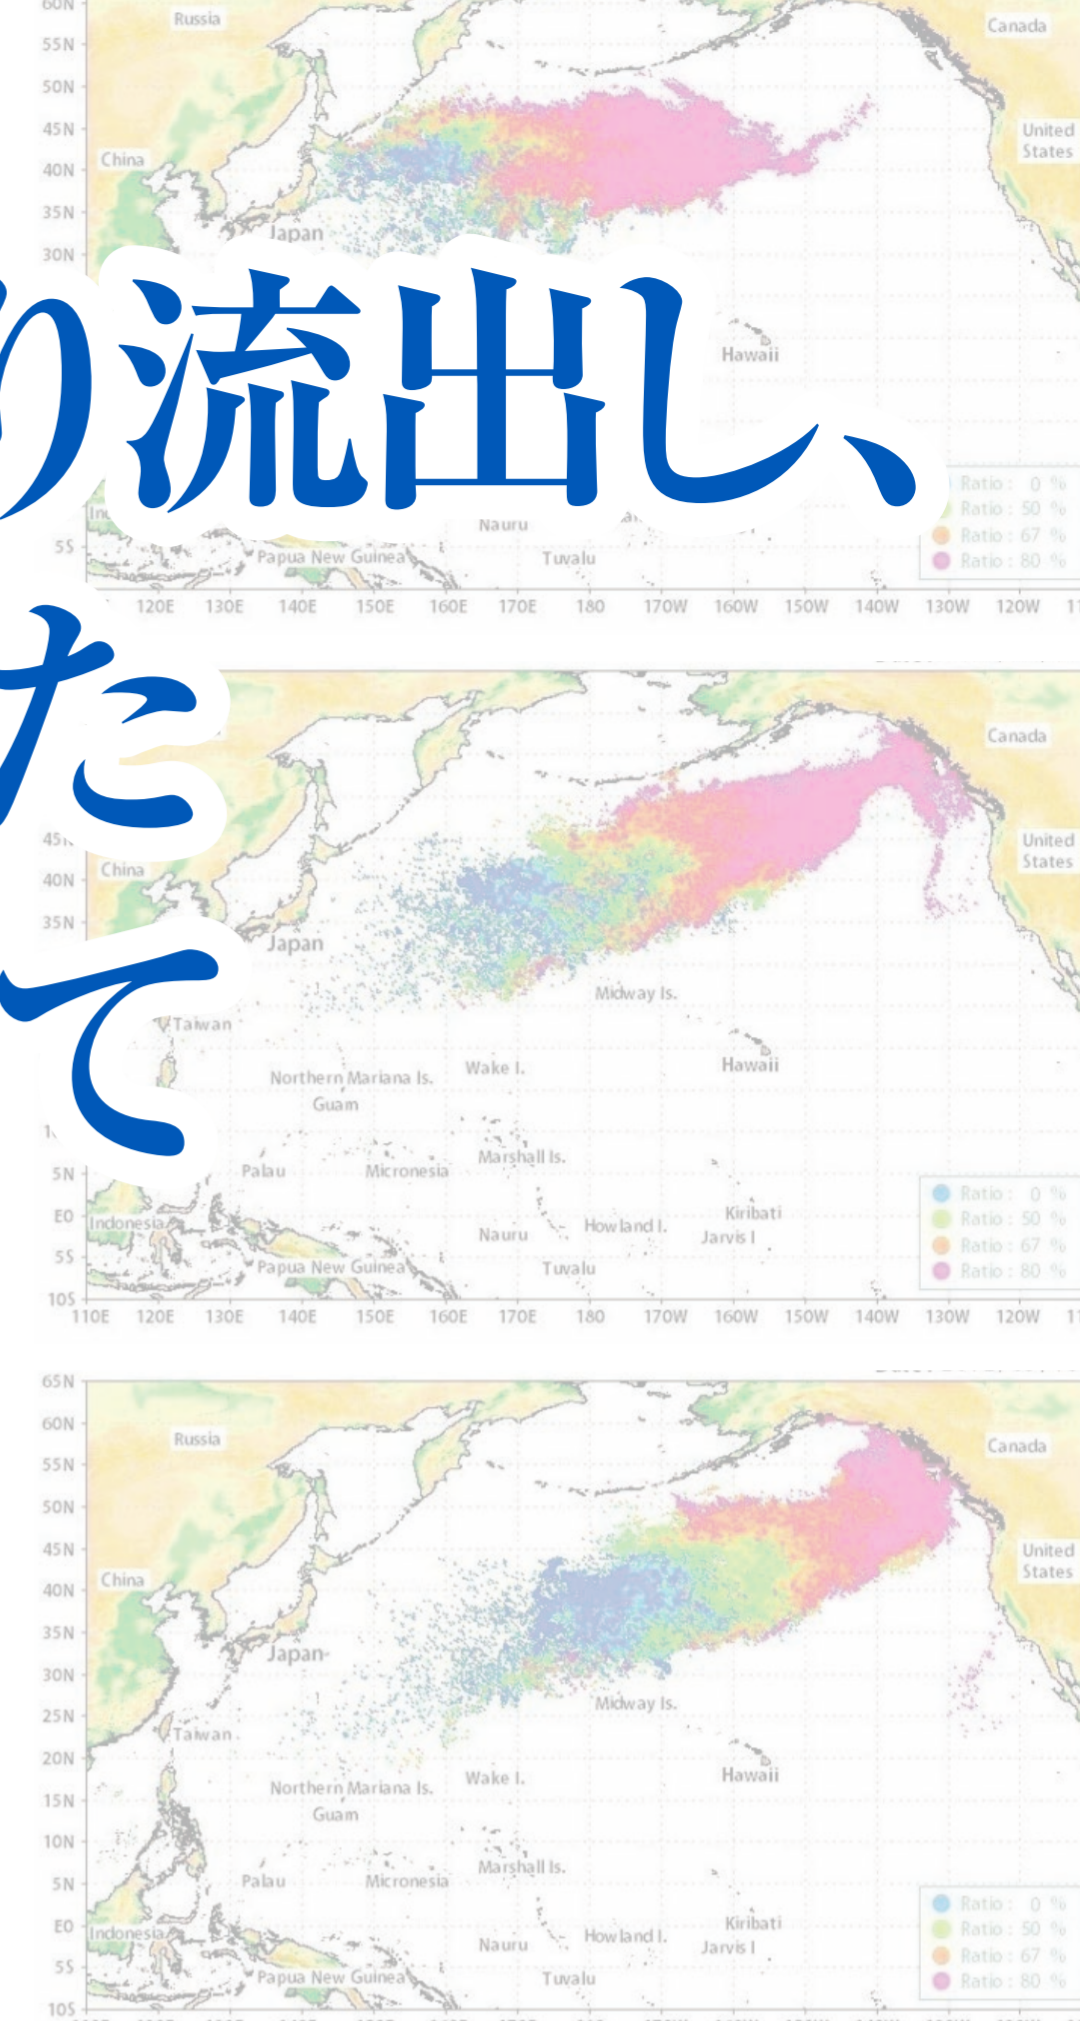 60N
Russia
Canada
55N
50N
45N
United
States
China
40N
35N
Japan
30N
り流出し、
Hawaii
Ratio : 0 %
Ratio : 50 %
Nauru
Ratio : 67 %
5S
Papua New Guinea
Tuvalu
Ratio : 80 %
120E 130E 140E 150E 160E 170E 180 170W 160W 150W 140W 130W 120W
た
Canada
45N
United
States
China
40N
35N
Japan
て
Midway Is.
Taiwan
Northern Mariana Is.
Wake I.
Hawaii
Guam
Marshall Is.
5N
Palau
Micronesia
Ratio : 0 %
E0
Indonesia
Howland I.
Kiribati
Ratio : 50 %
Nauru
Jarvis I
Ratio : 67 %
5S
Papua New Guinea
Tuvalu
Ratio : 80 %
10S
110E 120E 130E 140E 150E 160E 170E 180 170W 160W 150W 140W 130W 120W
65N
60N
Russia
Canada
55N
50N
45N
United
States
China
40N
35N
Japan
30N
Midway Is.
25N
Taiwan
20N
Northern Mariana Is.
Wake I.
Hawaii
15N
Guam
10N
Marshall Is.
5N
Palau
Micronesia
Ratio : 0 %
E0
Indonesia
Howland I.
Kiribati
Ratio : 50 %
Nauru
Jarvis I
Ratio : 67 %
5S
Papua New Guinea
Tuvalu
Ratio : 80 %
10S